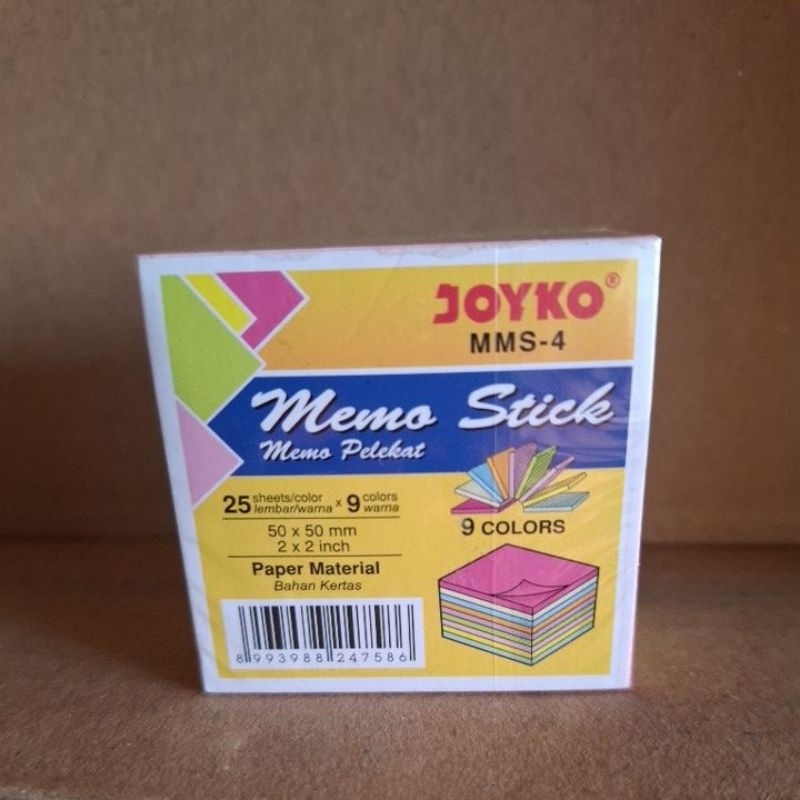 JOYKO®
MMS-4
Memo Stick
Memo Pelekat
25 sheets/color x 9 colors
lembar/warna warna
50 x 50 mm
2 x 2 inch
Paper Material
Bahan Kertas
9 COLORS
8 993988 247586